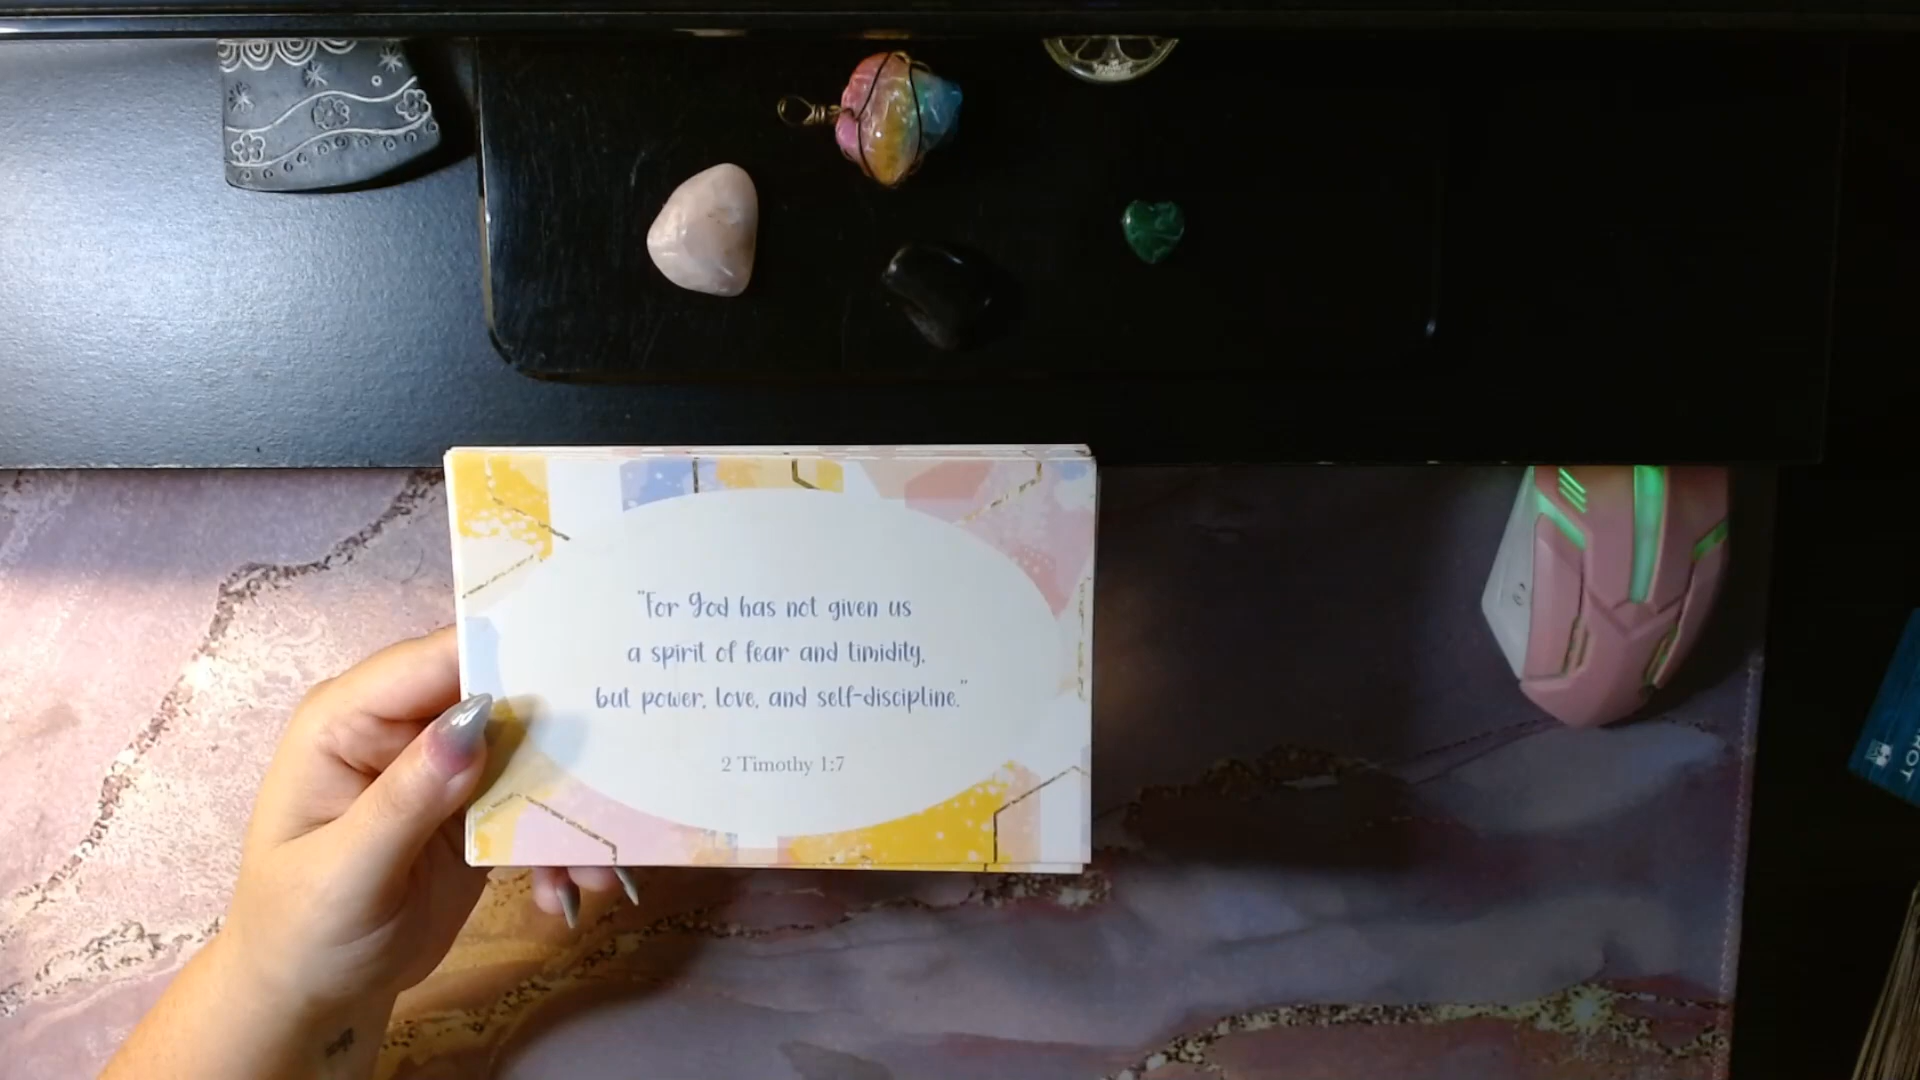 "For God has not given us
a spirit of fear and timidity,
but power, love, and self-discipline."
2 Timothy 1:7
ROT